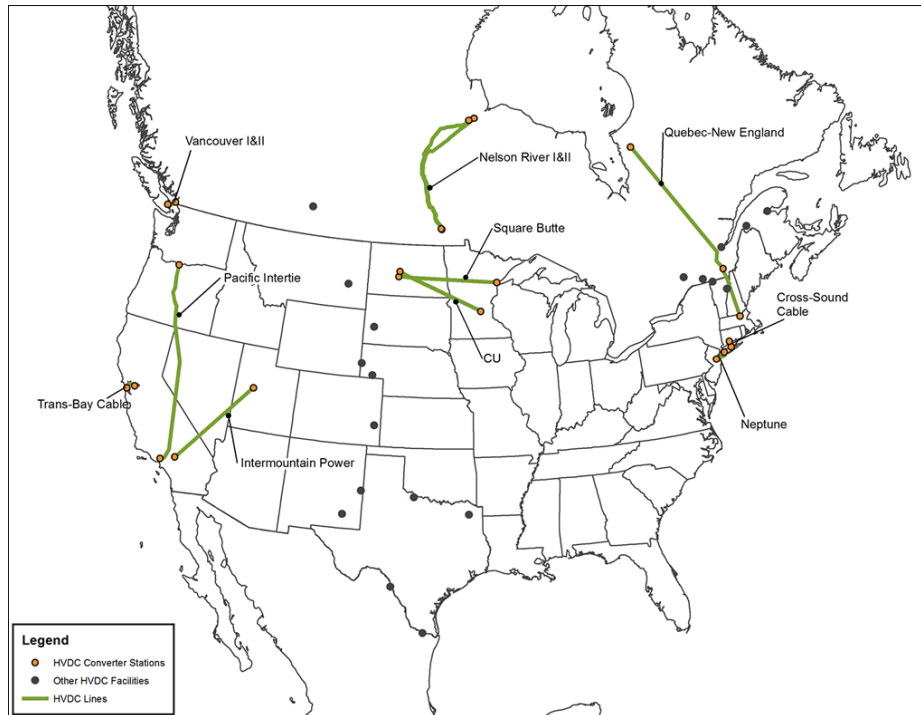 Vancouver I&II
Quebec-New England
Nelson River I&II
Square Butte
Pacific Intertie
Cross-Sound
Cable
CU
Trans-Bay Cable
Neptune
Intermountain Power
Legend
HVDC Converter Stations
Other HVDC Facilities
HVDC Lines